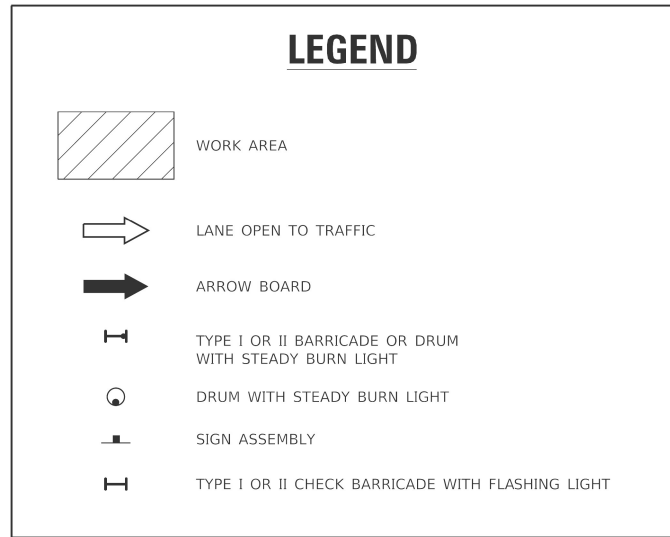 LEGEND
WORK AREA
LANE OPEN TO TRAFFIC
ARROW BOARD
TYPE I OR II BARRICADE OR DRUM
WITH STEADY BURN LIGHT
DRUM WITH STEADY BURN LIGHT
SIGN ASSEMBLY
TYPE I OR II CHECK BARRICADE WITH FLASHING LIGHT